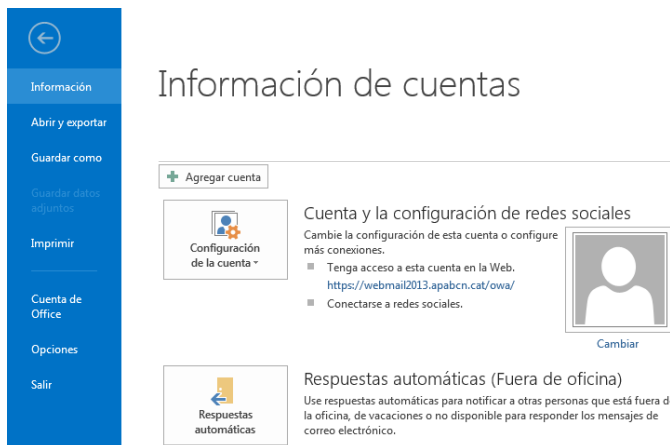 Información
Abrir y exportar
Guardar como
Guardar datos
adjuntos
Imprimir
Cuenta de
Office
Opciones
Salir
Información de cuentas
Agregar cuenta
Configuración
de la cuenta
Cuenta y la configuración de redes sociales
Cambie la configuración de esta cuenta o configure
más conexiones.
Tenga acceso a esta cuenta en la Web.
https://webmail2013.apabcn.cat/owa/
Conectarse a redes sociales.
Cambiar
Respuestas
automáticas
Respuestas automáticas (Fuera de oficina)
Use respuestas automáticas para notificar a otras personas que está fuera de
la oficina, de vacaciones o no disponible para responder los mensajes de
correo electrónico.